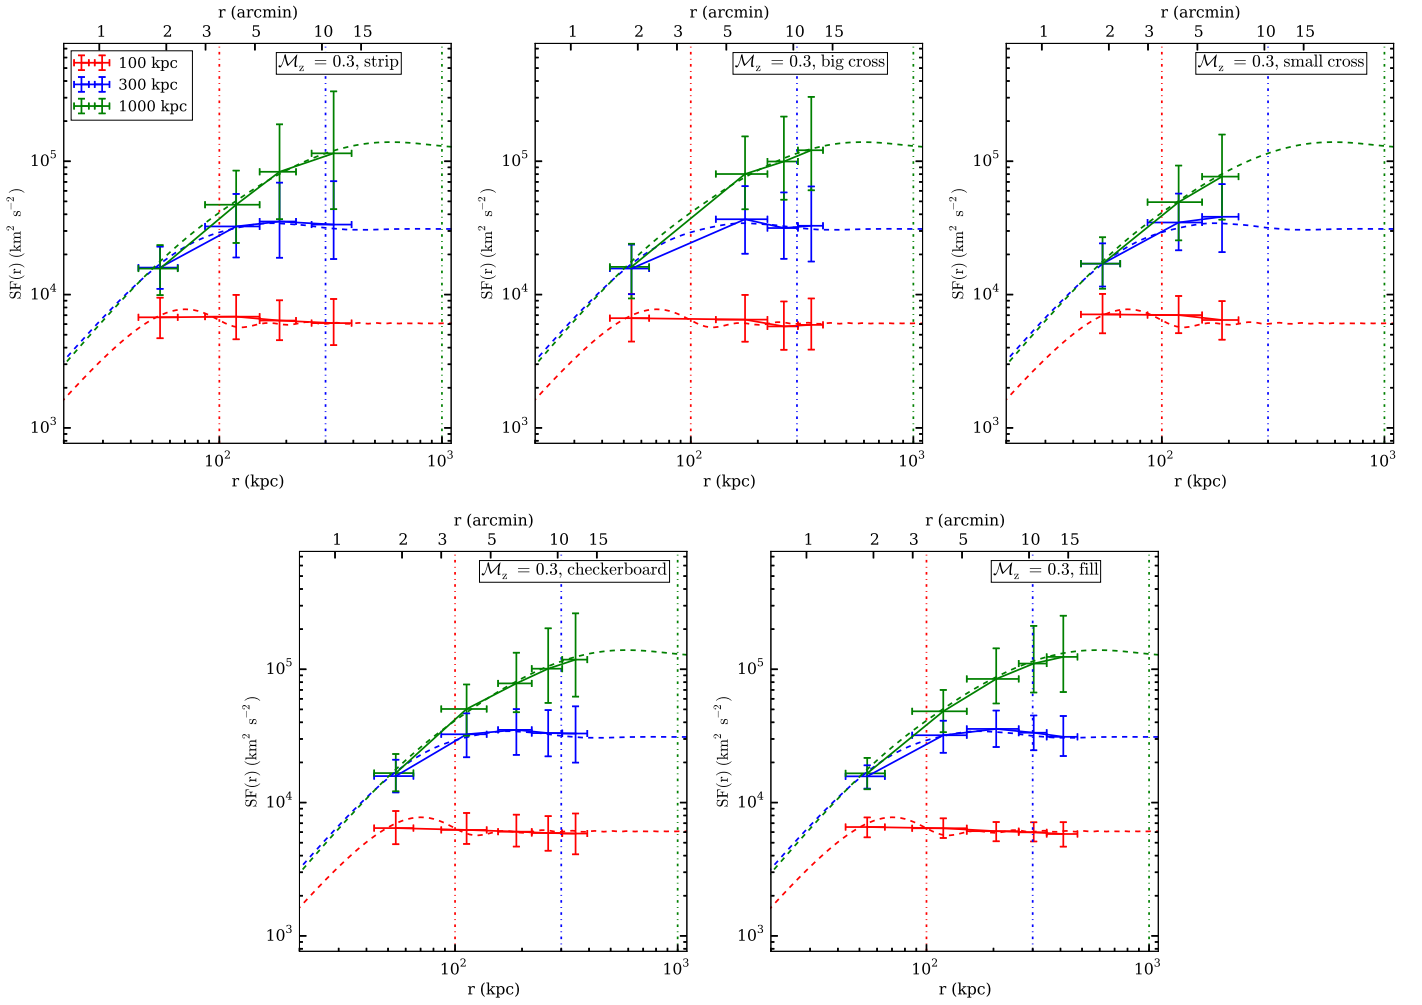 r (arcmin)
1 2 3 5 10 15
ℳz = 0.3, strip
100 kpc
300 kpc
1000 kpc
SF(r) (km² s⁻²)
10⁵
10⁴
10³
10² 10³
r (kpc)
r (arcmin)
1 2 3 5 10 15
ℳz = 0.3, big cross
SF(r) (km² s⁻²)
10⁵
10⁴
10³
10² 10³
r (kpc)
r (arcmin)
1 2 3 5 10 15
ℳz = 0.3, small cross
SF(r) (km² s⁻²)
10⁵
10⁴
10³
10² 10³
r (kpc)
r (arcmin)
1 2 3 5 10 15
ℳz = 0.3, checkerboard
SF(r) (km² s⁻²)
10⁵
10⁴
10³
10² 10³
r (kpc)
r (arcmin)
1 2 3 5 10 15
ℳz = 0.3, fill
SF(r) (km² s⁻²)
10⁵
10⁴
10³
10² 10³
r (kpc)